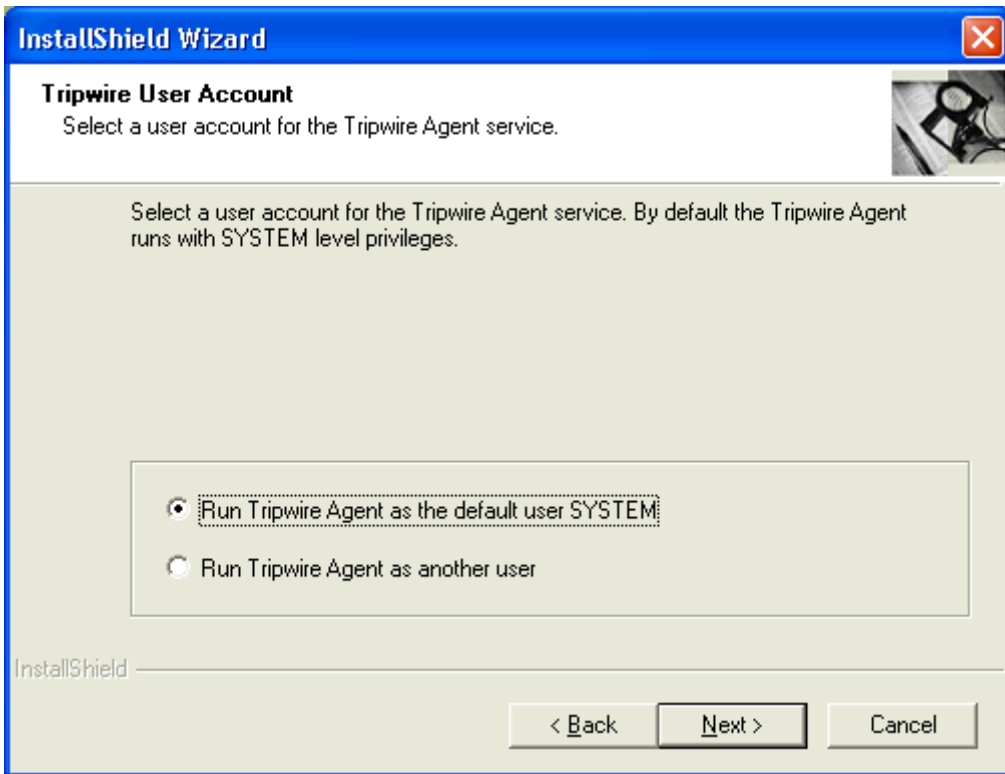 InstallShield Wizard
Tripwire User Account
Select a user account for the Tripwire Agent service.
Select a user account for the Tripwire Agent service. By default the Tripwire Agent
runs with SYSTEM level privileges.
Run Tripwire Agent as the default user SYSTEM
Run Tripwire Agent as another user
InstallShield
< Back Next > Cancel